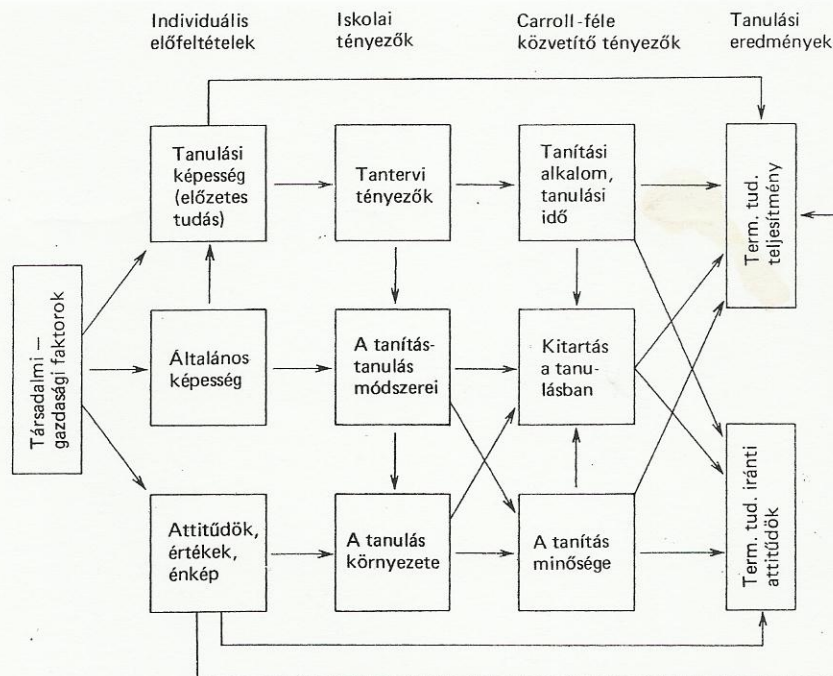 Individuális
előfeltételek
Iskolai
tényezők
Carroll-féle
közvetítő tényezők
Tanulási
eredmények
Társadalmi —
gazdasági faktorok
Tanulási
képesség
(előzetes
tudás)
Tantervi
tényezők
Tanítási
alkalom,
tanulási
idő
Term. tud.
teljesítmény
Általános
képesség
A tanítás-
tanulás
módszerei
Kitartás
a tanu-
lásban
Attitűdök,
értékek,
énkép
A tanulás
környezete
A tanítás
minősége
Term. tud. iránti
attitűdök